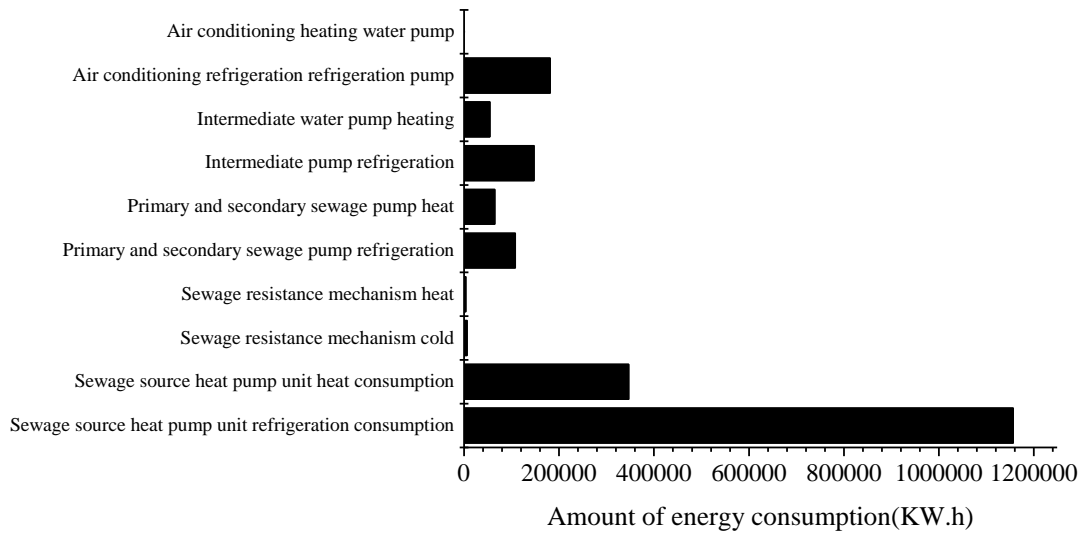 Air conditioning heating water pump
Air conditioning refrigeration refrigeration pump
Intermediate water pump heating
Intermediate pump refrigeration
Primary and secondary sewage pump heat
Primary and secondary sewage pump refrigeration
Sewage resistance mechanism heat
Sewage resistance mechanism cold
Sewage source heat pump unit heat consumption
Sewage source heat pump unit refrigeration consumption
0 200000 400000 600000 800000 1000000 1200000
Amount of energy consumption(KW.h)